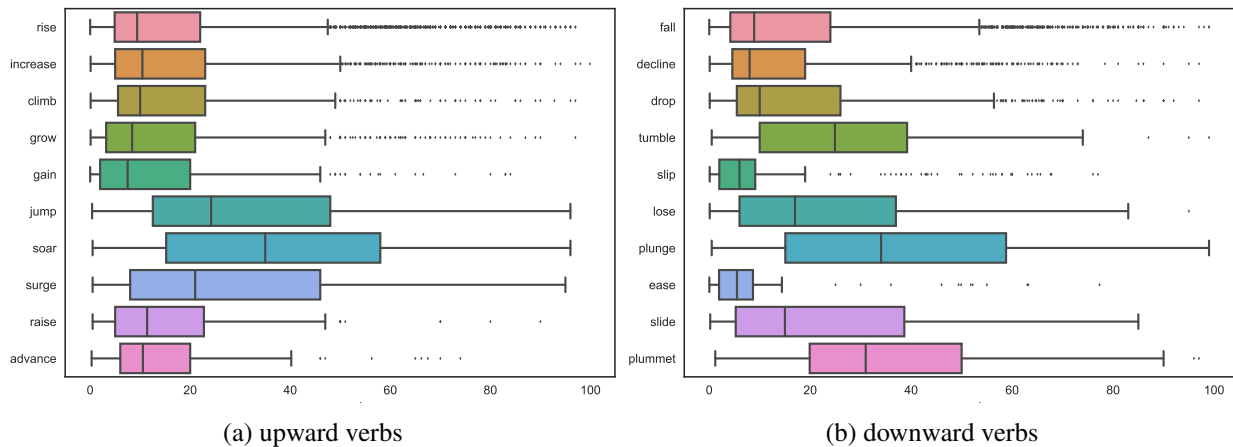 rise
increase
climb
grow
gain
jump
soar
surge
raise
advance
0 20 40 60 80 100
(a) upward verbs
fall
decline
drop
tumble
slip
lose
plunge
ease
slide
plummet
0 20 40 60 80 100
(b) downward verbs